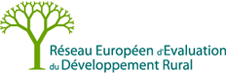 Réseau Européen d'Evaluation
du Développement Rural